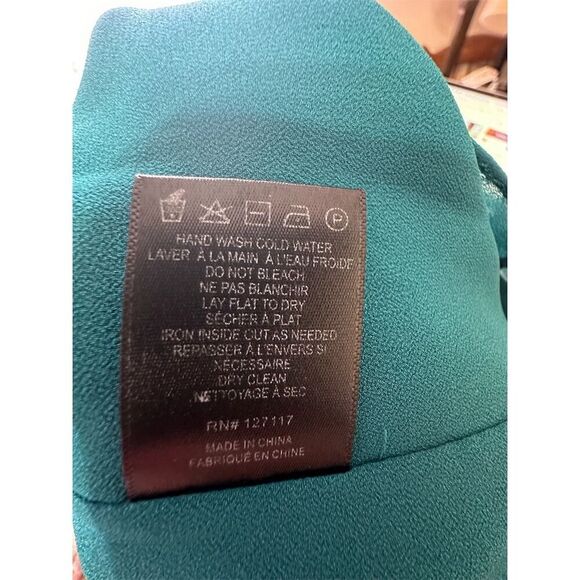 P
HAND WASH COLD WATER
LAVER À LA MAIN À L'EAU FROIDE
DO NOT BLEACH
NE PAS BLANCHIR
LAY FLAT TO DRY
SÉCHER À PLAT
IRON INSIDE OUT AS NEEDED
REPASSER À L'ENVERS SI
NÉCESSAIRE
DRY CLEAN
NETTOYAGE À SEC
RN# 127117
MADE IN CHINA
FABRIQUÉ EN CHINE